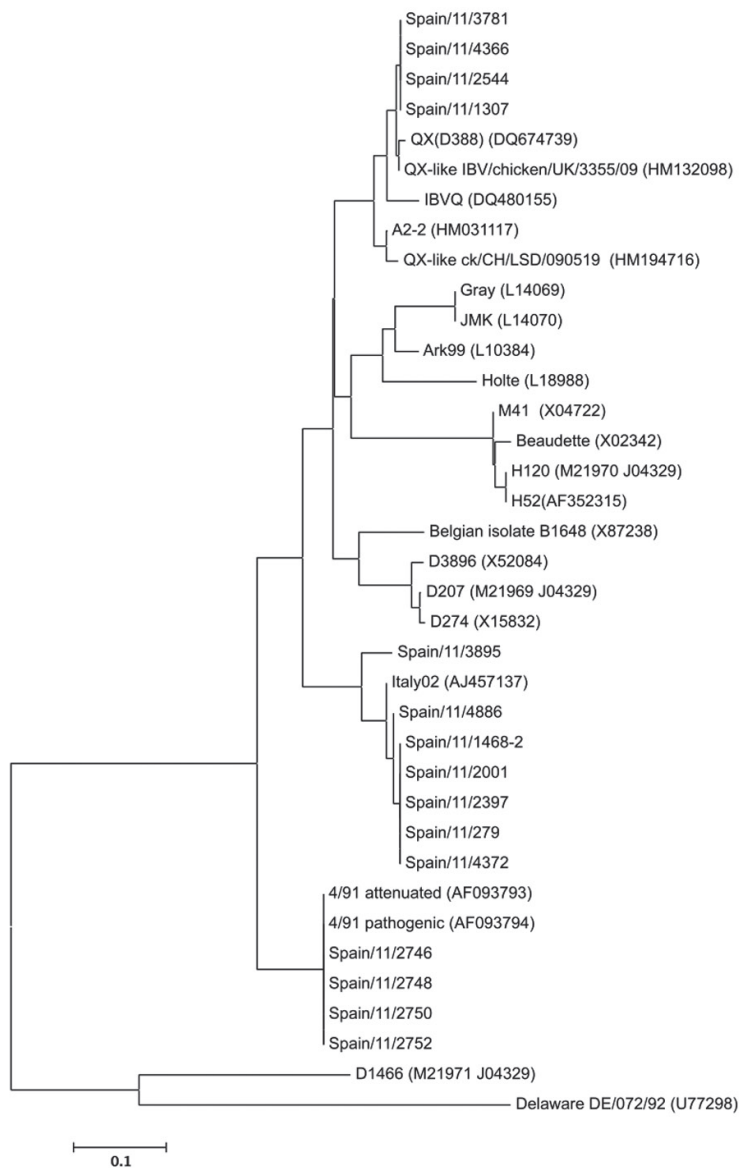 Spain/11/3781
Spain/11/4366
Spain/11/2544
Spain/11/1307
QX(D388) (DQ674739)
QX-like IBV/chicken/UK/3355/09 (HM132098)
IBVQ (DQ480155)
A2-2 (HM031117)
QX-like ck/CH/LSD/090519 (HM194716)
Gray (L14069)
JMK (L14070)
Ark99 (L10384)
Holte (L18988)
M41 (X04722)
Beaudette (X02342)
H120 (M21970 J04329)
H52(AF352315)
Belgian isolate B1648 (X87238)
D3896 (X52084)
D207 (M21969 J04329)
D274 (X15832)
Spain/11/3895
Italy02 (AJ457137)
Spain/11/4886
Spain/11/1468-2
Spain/11/2001
Spain/11/2397
Spain/11/279
Spain/11/4372
4/91 attenuated (AF093793)
4/91 pathogenic (AF093794)
Spain/11/2746
Spain/11/2748
Spain/11/2750
Spain/11/2752
D1466 (M21971 J04329)
Delaware DE/072/92 (U77298)
0.1